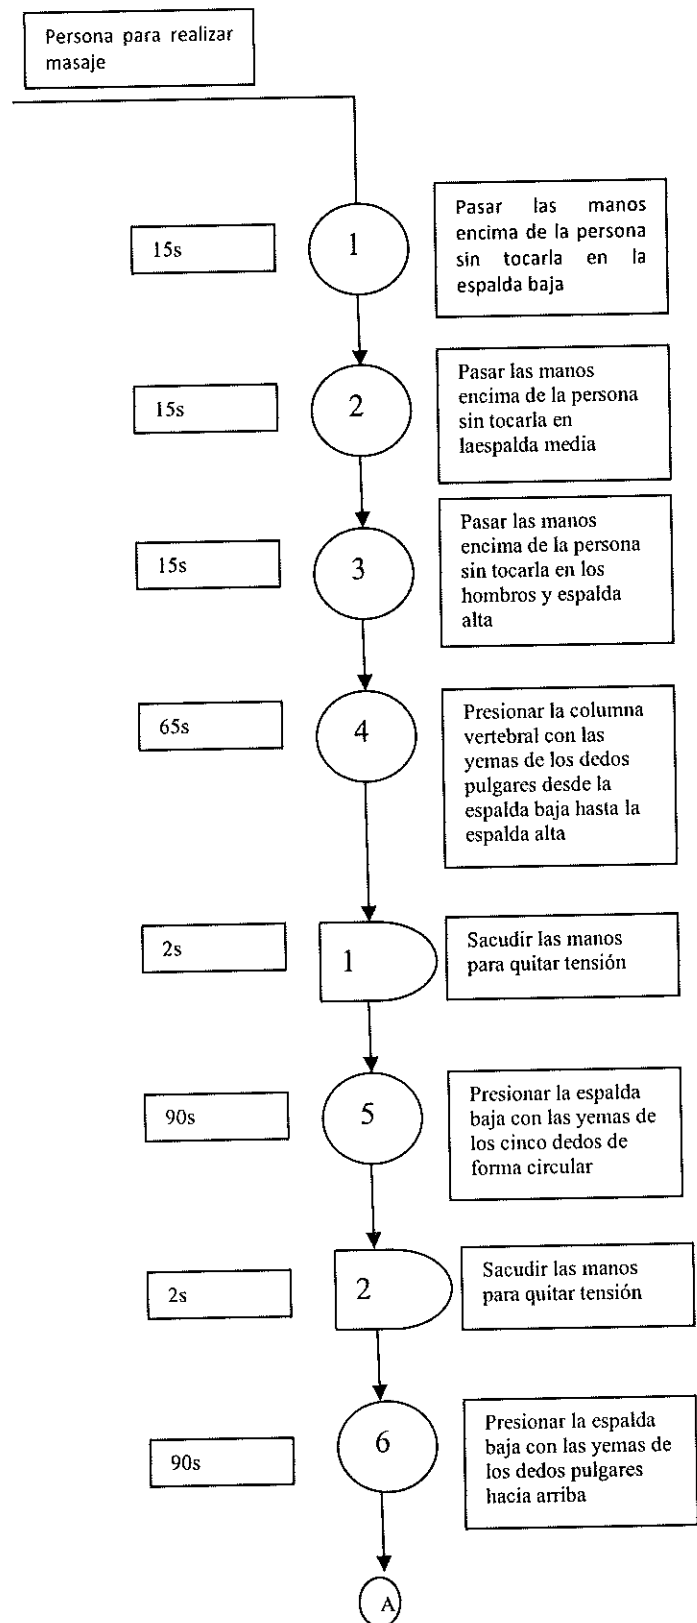 Persona para realizar
masaje
15s
1
Pasar las manos
encima de la persona
sin tocarla en la
espalda baja
15s
2
Pasar las manos
encima de la persona
sin tocarla en
laespalda media
15s
3
Pasar las manos
encima de la persona
sin tocarla en los
hombros y espalda
alta
65s
4
Presionar la columna
vertebral con las
yemas de los dedos
pulgares desde la
espalda baja hasta la
espalda alta
2s
1
Sacudir las manos
para quitar tensión
90s
5
Presionar la espalda
baja con las yemas de
los cinco dedos de
forma circular
2s
2
Sacudir las manos
para quitar tensión
90s
6
Presionar la espalda
baja con las yemas de
los dedos pulgares
hacia arriba
A